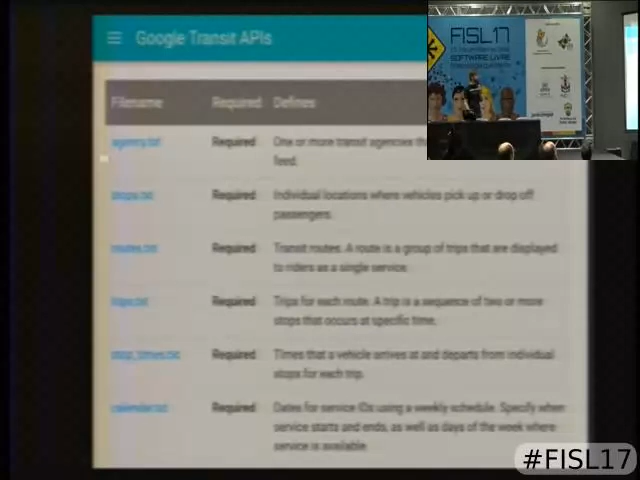 Google Transit APIs
FISL17
SOFTWARE LIVRE
Filename Required Defines
agency.txt Required One or more transit agencies
feed.
stops.txt Required Individual locations where vehicles pick up or drop off
passengers.
routes.txt Required Transit routes. A route is a group of trips that are displayed
to riders as a single service.
trips.txt Required Trips for each route. A trip is a sequence of two or more
stops that occurs at specific time.
stop_times.txt Required Times that a vehicle arrives at and departs from individual
stops for each trip.
calendar.txt Required Dates for service IDs using a weekly schedule. Specify when
service starts and ends, as well as days of the week where
service is available.
#FISL17